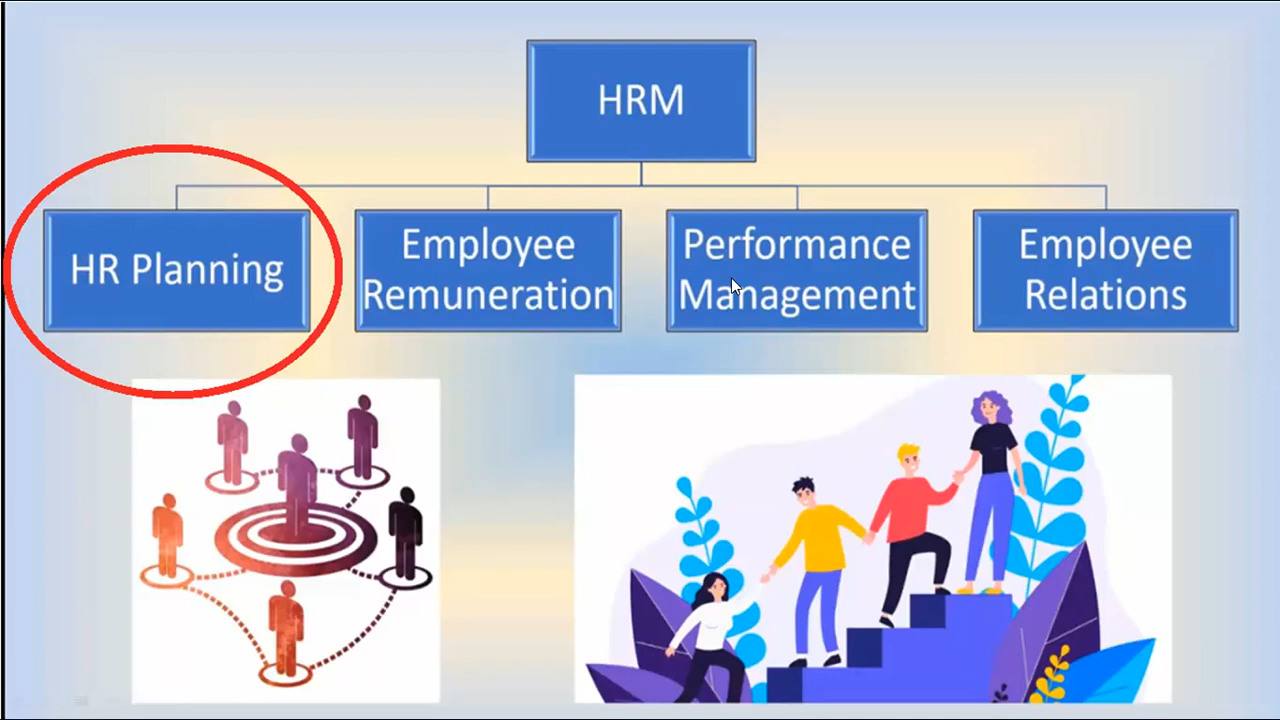 HRM
HR Planning
Employee
Remuneration
Performance
Management
Employee
Relations